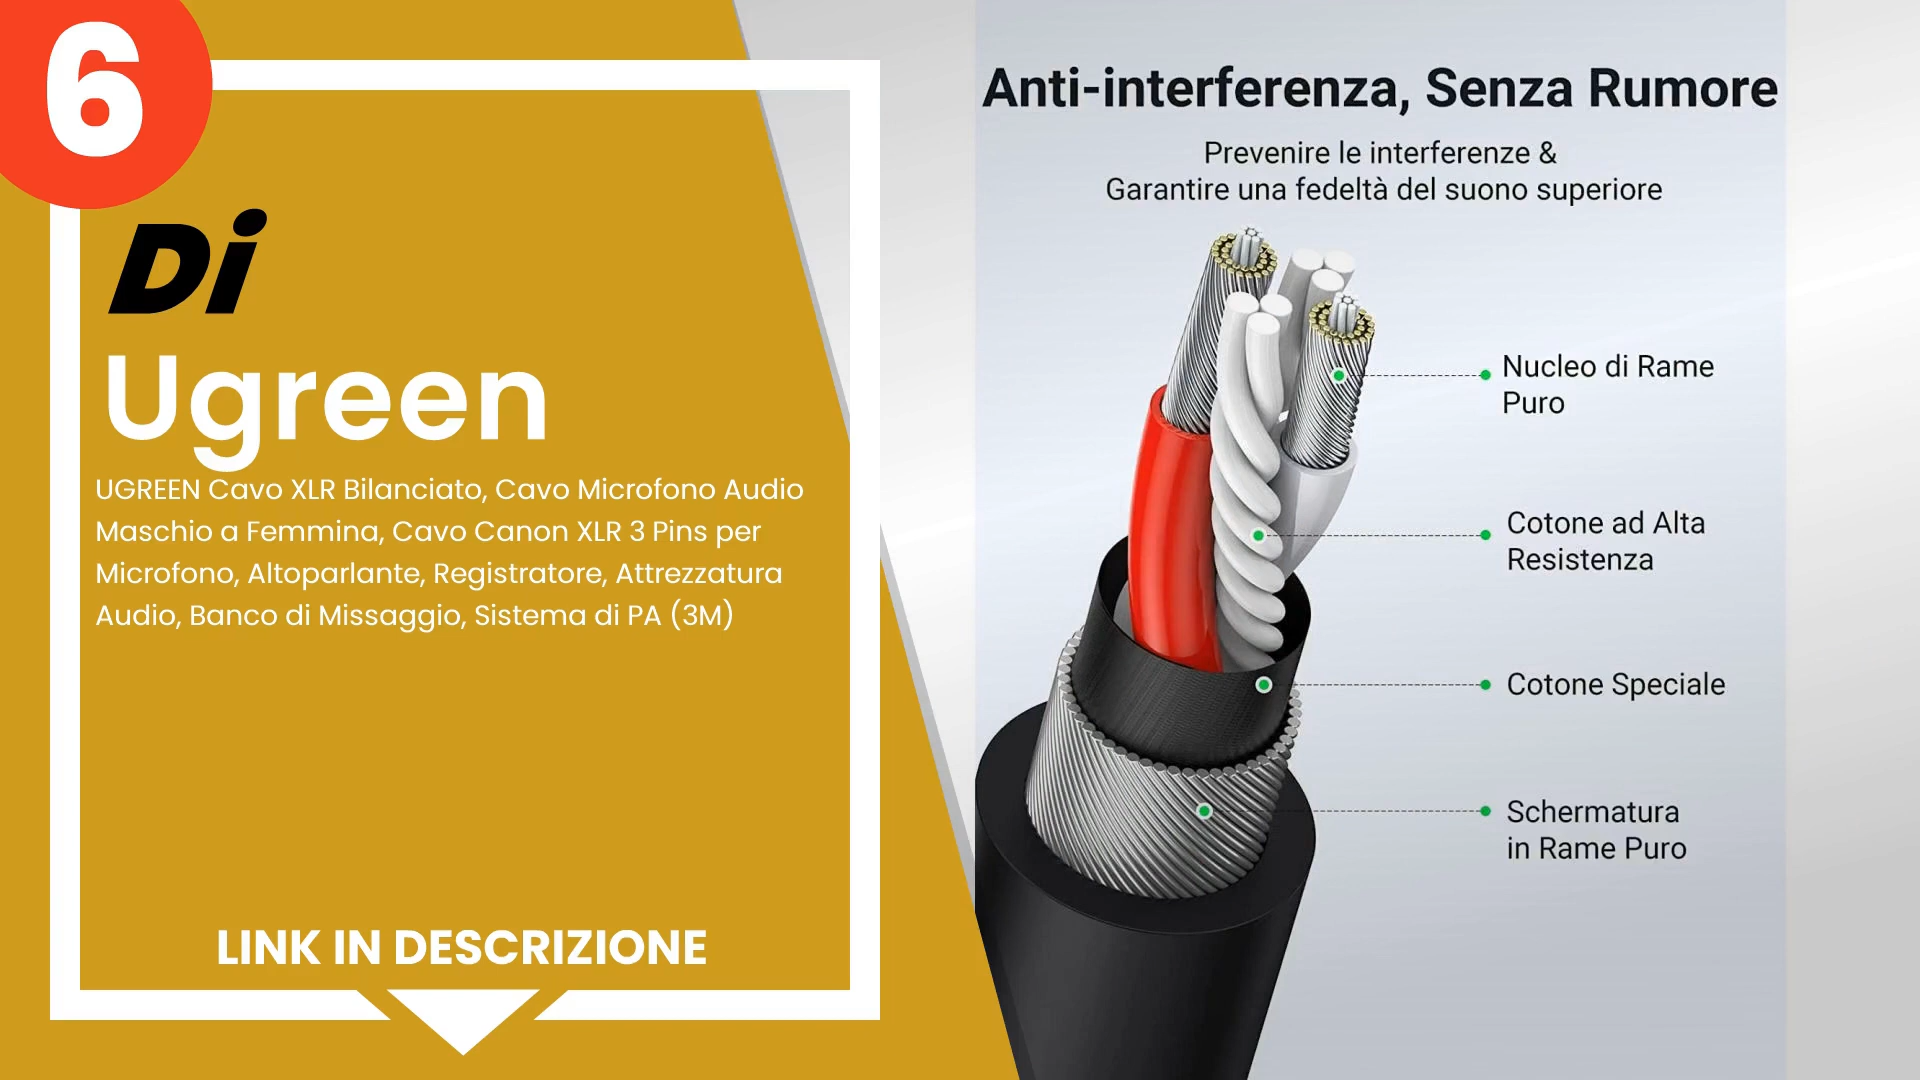 6
Di
Ugreen
UGREEN Cavo XLR Bilanciato, Cavo Microfono Audio
Maschio a Femmina, Cavo Canon XLR 3 Pins per
Microfono, Altoparlante, Registratore, Attrezzatura
Audio, Banco di Missaggio, Sistema di PA (3M)
LINK IN DESCRIZIONE
Anti-interferenza, Senza Rumore
Prevenire le interferenze &
Garantire una fedeltà del suono superiore
Nucleo di Rame
Puro
Cotone ad Alta
Resistenza
Cotone Speciale
Schermatura
in Rame Puro